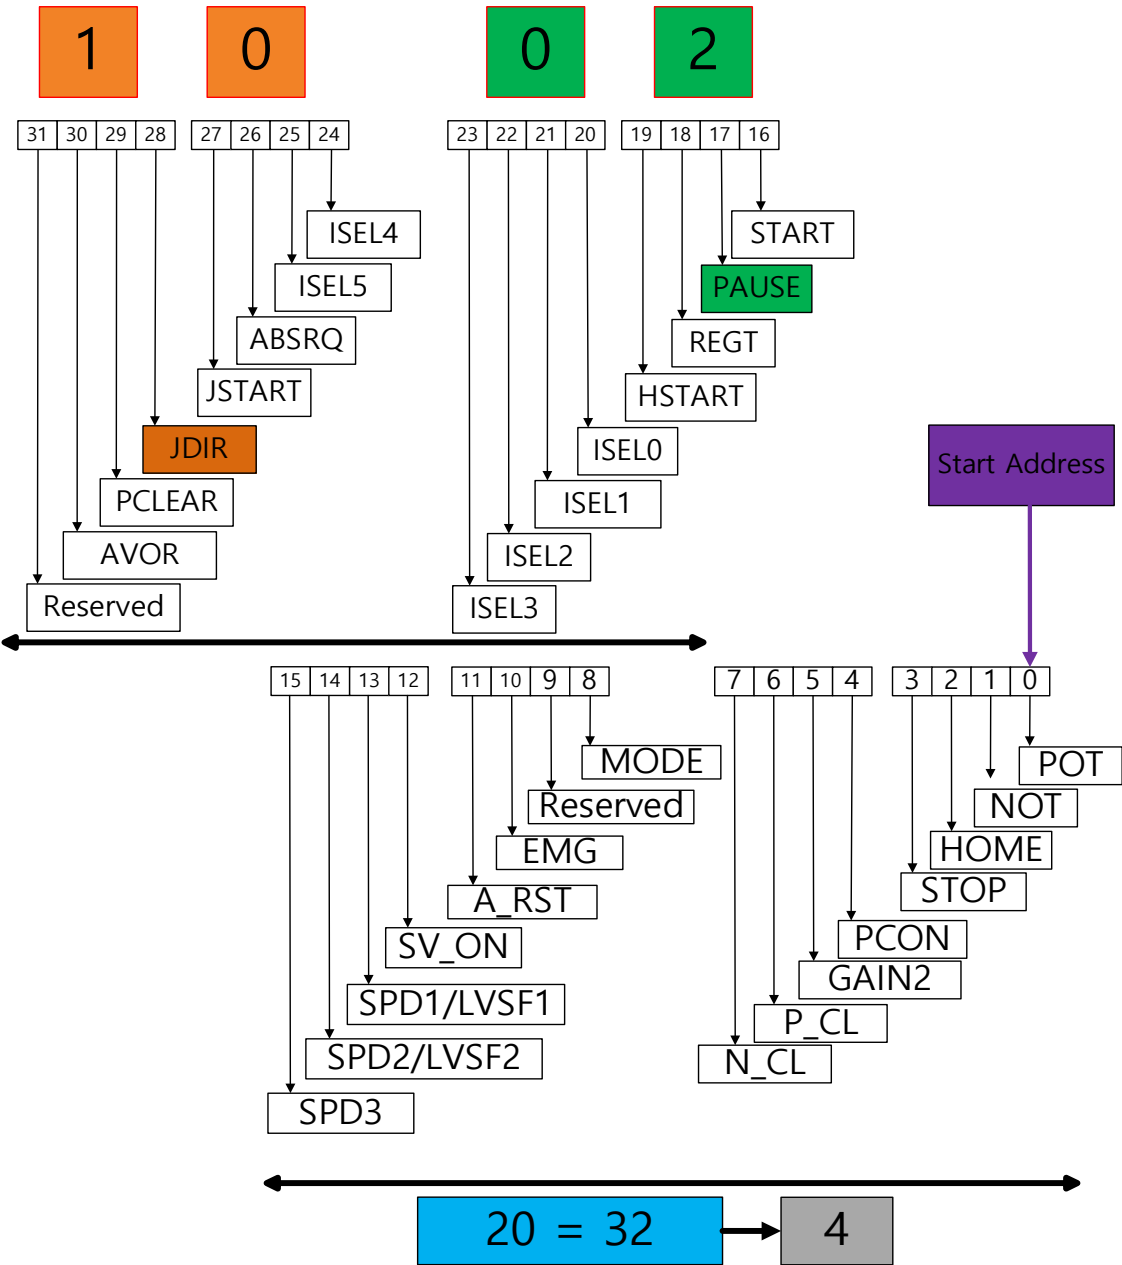 1 0 0 2
31 30 29 28 27 26 25 24 23 22 21 20 19 18 17 16
ISEL4 START
ISEL5 PAUSE
ABSRQ REGT
JSTART HSTART
JDIR ISEL0
Start Address
PCLEAR ISEL1
AVOR ISEL2
Reserved ISEL3
15 14 13 12 11 10 9 8 7 6 5 4 3 2 1 0
MODE POT
Reserved NOT
EMG HOME
A_RST STOP
SV_ON PCON
SPD1/LVSF1 GAIN2
P_CL
SPD2/LVSF2 N_CL
SPD3
20 = 32 4